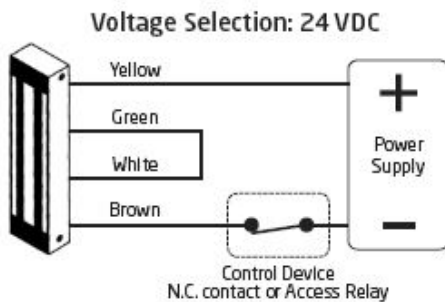 Voltage Selection: 24 VDC
Yellow
Green
White
Brown
+
Power
Supply
−
Control Device
N.C. contact or Access Relay